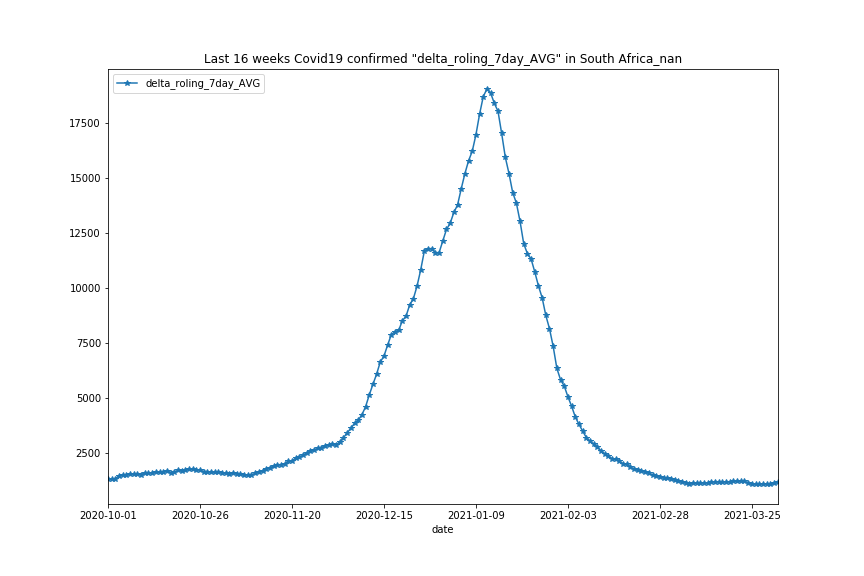 Last 16 weeks Covid19 confirmed "delta_roling_7day_AVG" in South Africa_nan
delta_roling_7day_AVG
17500
15000
12500
10000
7500
5000
2500
2020-10-01 2020-10-26 2020-11-20 2020-12-15 2021-01-09 2021-02-03 2021-02-28 2021-03-25
date